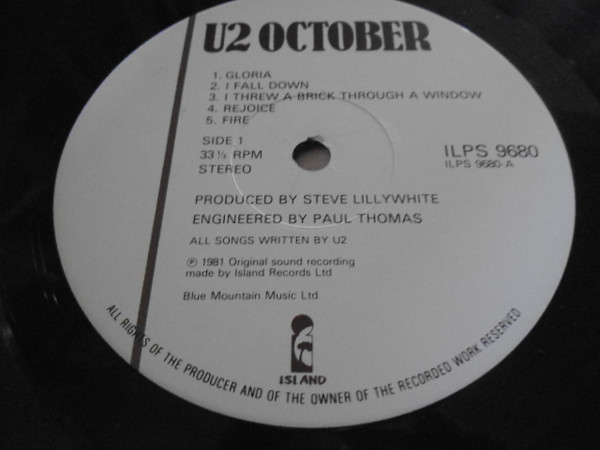 U2 OCTOBER
1. GLORIA
2. I FALL DOWN
3. I THREW A BRICK THROUGH A WINDOW
4. REJOICE
5. FIRE
SIDE 1
33⅓ RPM
STEREO
ILPS 9680
ILPS 9680-A
PRODUCED BY STEVE LILLYWHITE
ENGINEERED BY PAUL THOMAS
ALL SONGS WRITTEN BY U2
℗ 1981 Original sound recording
made by Island Records Ltd
Blue Mountain Music Ltd
ISLAND
ALL RIGHTS OF THE PRODUCER AND OF THE OWNER OF THE RECORDED WORK RESERVED